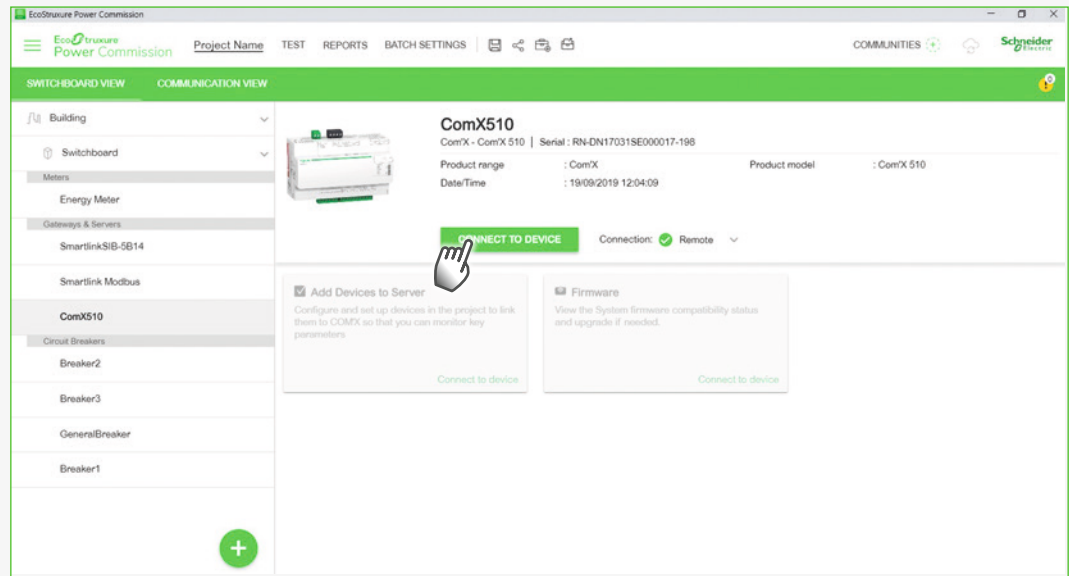 EcoStruxure Power Commission
EcoStruxure
Power Commission
Project Name
TEST
REPORTS
BATCH SETTINGS
COMMUNITIES
Schneider
Electric
SWITCHBOARD VIEW
COMMUNICATION VIEW
Building
Switchboard
Meters
Energy Meter
Gateways & Servers
SmartlinkSIB-5B14
Smartlink Modbus
ComX510
Circuit Breakers
Breaker2
Breaker3
GeneralBreaker
Breaker1
ComX510
Com'X - Com'X 510 | Serial : RN-DN17031SE000017-198
Product range : Com'X Product model : Com'X 510
Date/Time : 19/09/2019 12:04:09
CONNECT TO DEVICE
Connection: Remote
Add Devices to Server
Configure and set up devices in the project to link
them to COM'X so that you can monitor key
parameters
Connect to device
Firmware
View the System firmware compatibility status
and upgrade if needed.
Connect to device